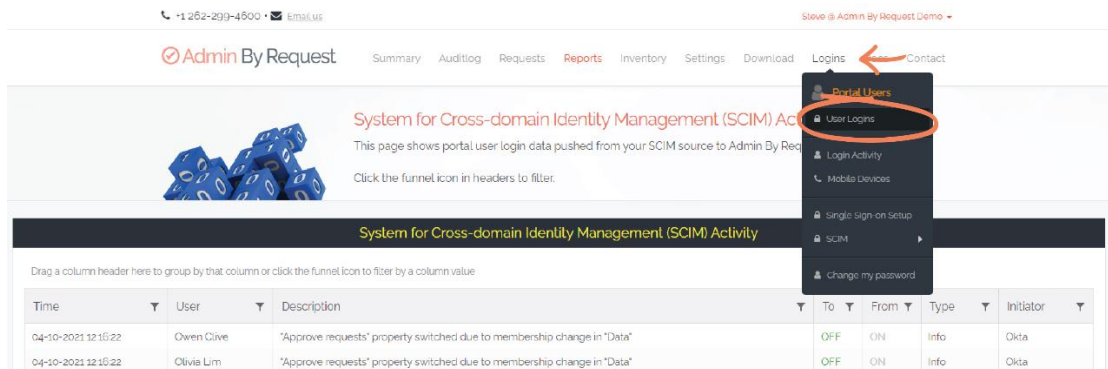 +1 262-299-4600 • Email us
Steve @ Admin By Request Demo
Admin By Request
Summary Auditlog Requests Reports Inventory Settings Download Logins Contact
Portal Users
User Logins
Login Activity
Mobile Devices
Single Sign-on Setup
SCIM
Change my password
System for Cross-domain Identity Management (SCIM)
This page shows portal user login data pushed from your SCIM source to Admin By
Click the funnel icon in headers to filter.
System for Cross-domain Identity Management (SCIM) Activity
Drag a column header here to group by that column or click the funnel icon to filter by a column value
Time User Description To From Type Initiator
04-10-2021 12:16:22 Owen Clive "Approve requests" property switched due to membership change in "Data" OFF ON Info Okta
04-10-2021 12:16:22 Olivia Lim "Approve requests" property switched due to membership change in "Data" OFF ON Info Okta